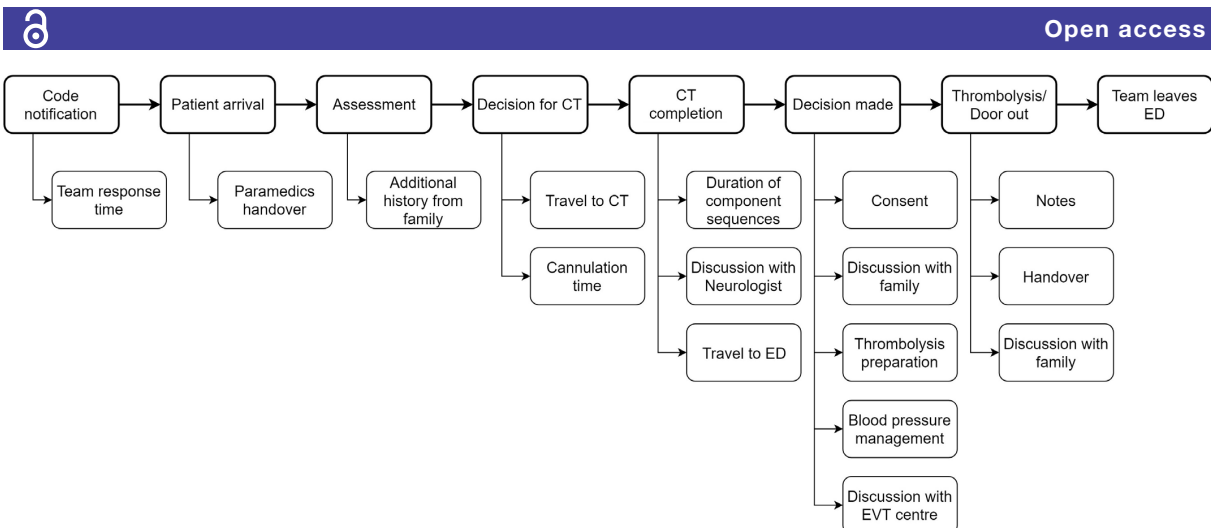 Open access
Code
notification
Patient arrival
Assessment
Decision for CT
CT
completion
Decision made
Thrombolysis/
Door out
Team leaves
ED
Team response
time
Paramedics
handover
Additional
history from
family
Travel to CT
Cannulation
time
Duration of
component
sequences
Discussion with
Neurologist
Travel to ED
Consent
Discussion with
family
Thrombolysis
preparation
Blood pressure
management
Discussion with
EVT centre
Notes
Handover
Discussion with
family